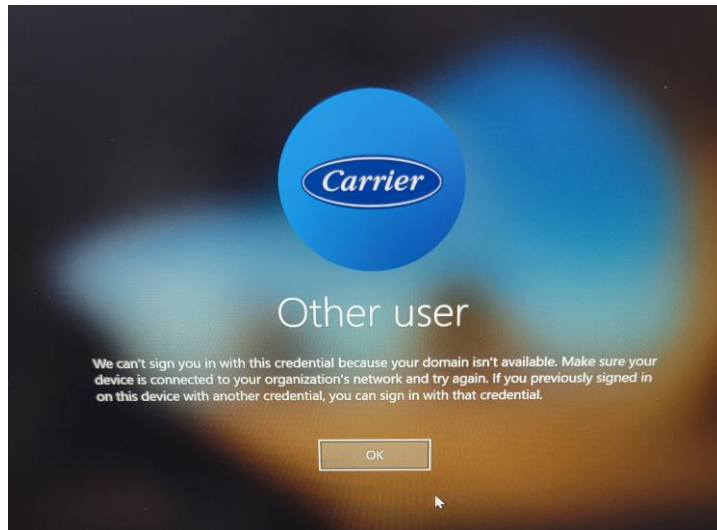 Carrier
Other user
We can't sign you in with this credential because your domain isn't available. Make sure your
device is connected to your organization's network and try again. If you previously signed in
on this device with another credential, you can sign in with that credential.
OK